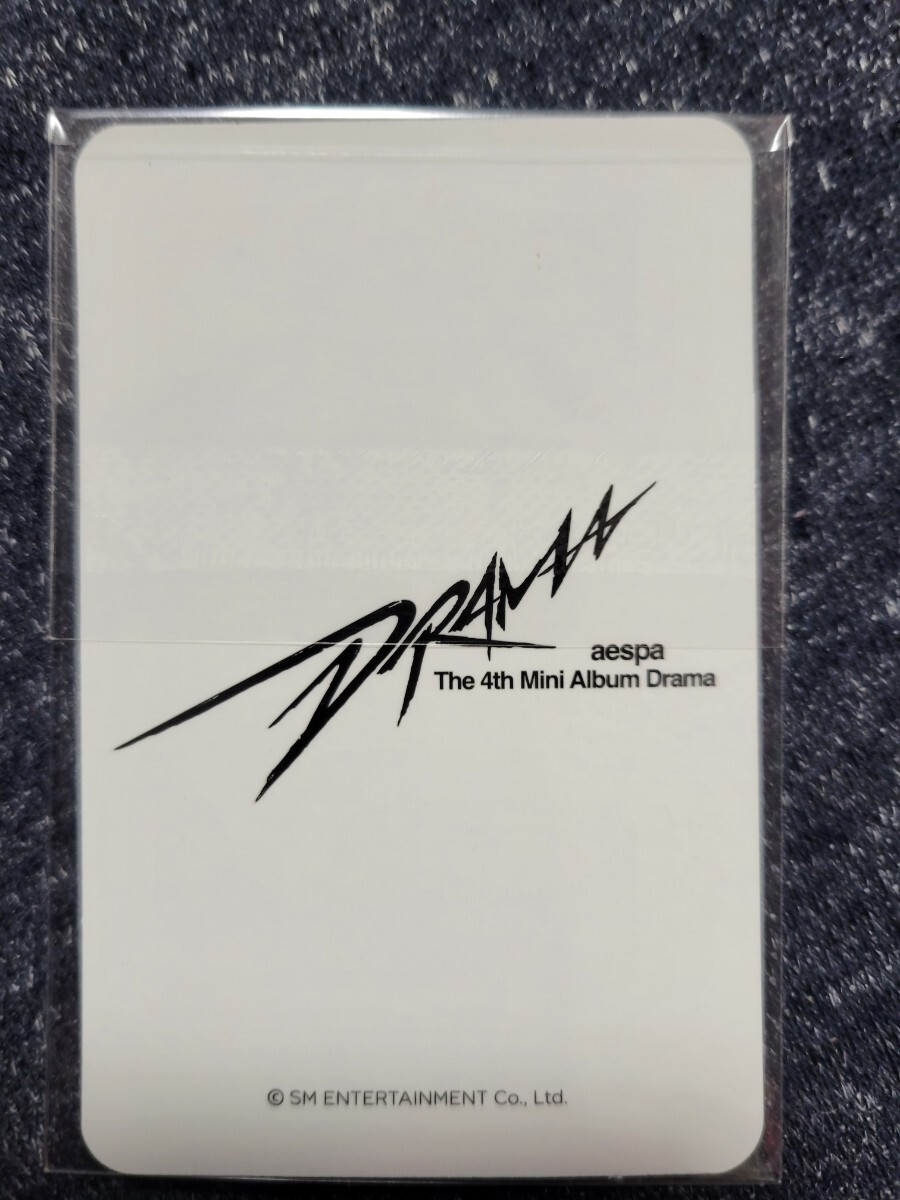 DRAMA
aespa
The 4th Mini Album Drama
© SM ENTERTAINMENT Co., Ltd.